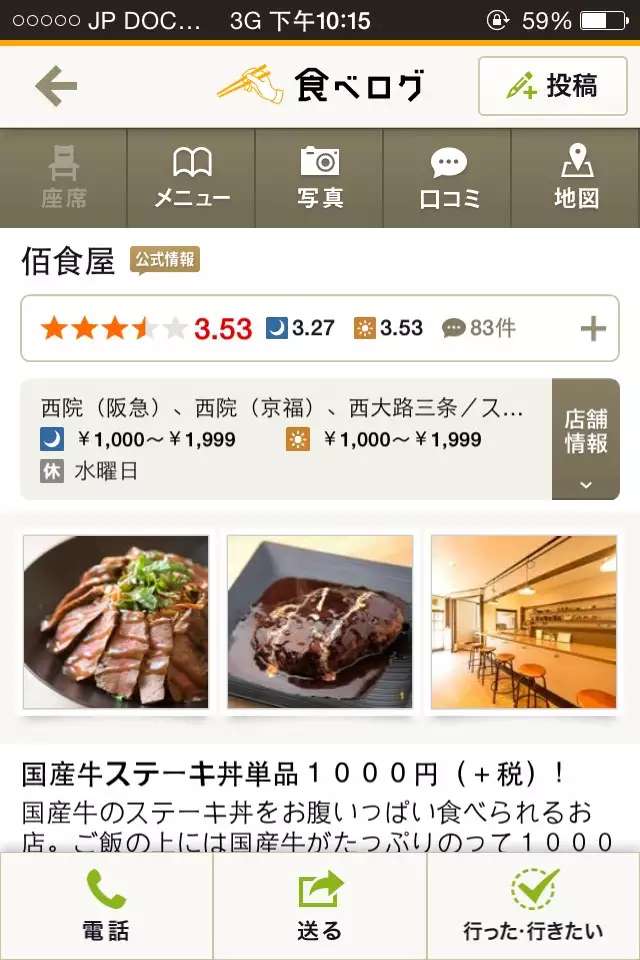 JP DOC... 3G 下午10:15 59%
食べログ 投稿
座席 メニュー 写真 口コミ 地図
佰食屋 公式情報
3.53 3.27 3.53 83件
西院（阪急）、西院（京福）、西大路三条／ス...
￥1,000～￥1,999 ￥1,000～￥1,999
休 水曜日
店舗
情報
国産牛ステーキ丼単品１０００円（＋税）！
国産牛のステーキ丼をお腹いっぱい食べられるお
店。ご飯の上には国産牛がたっぷりのって１０００
電話 送る 行った・行きたい